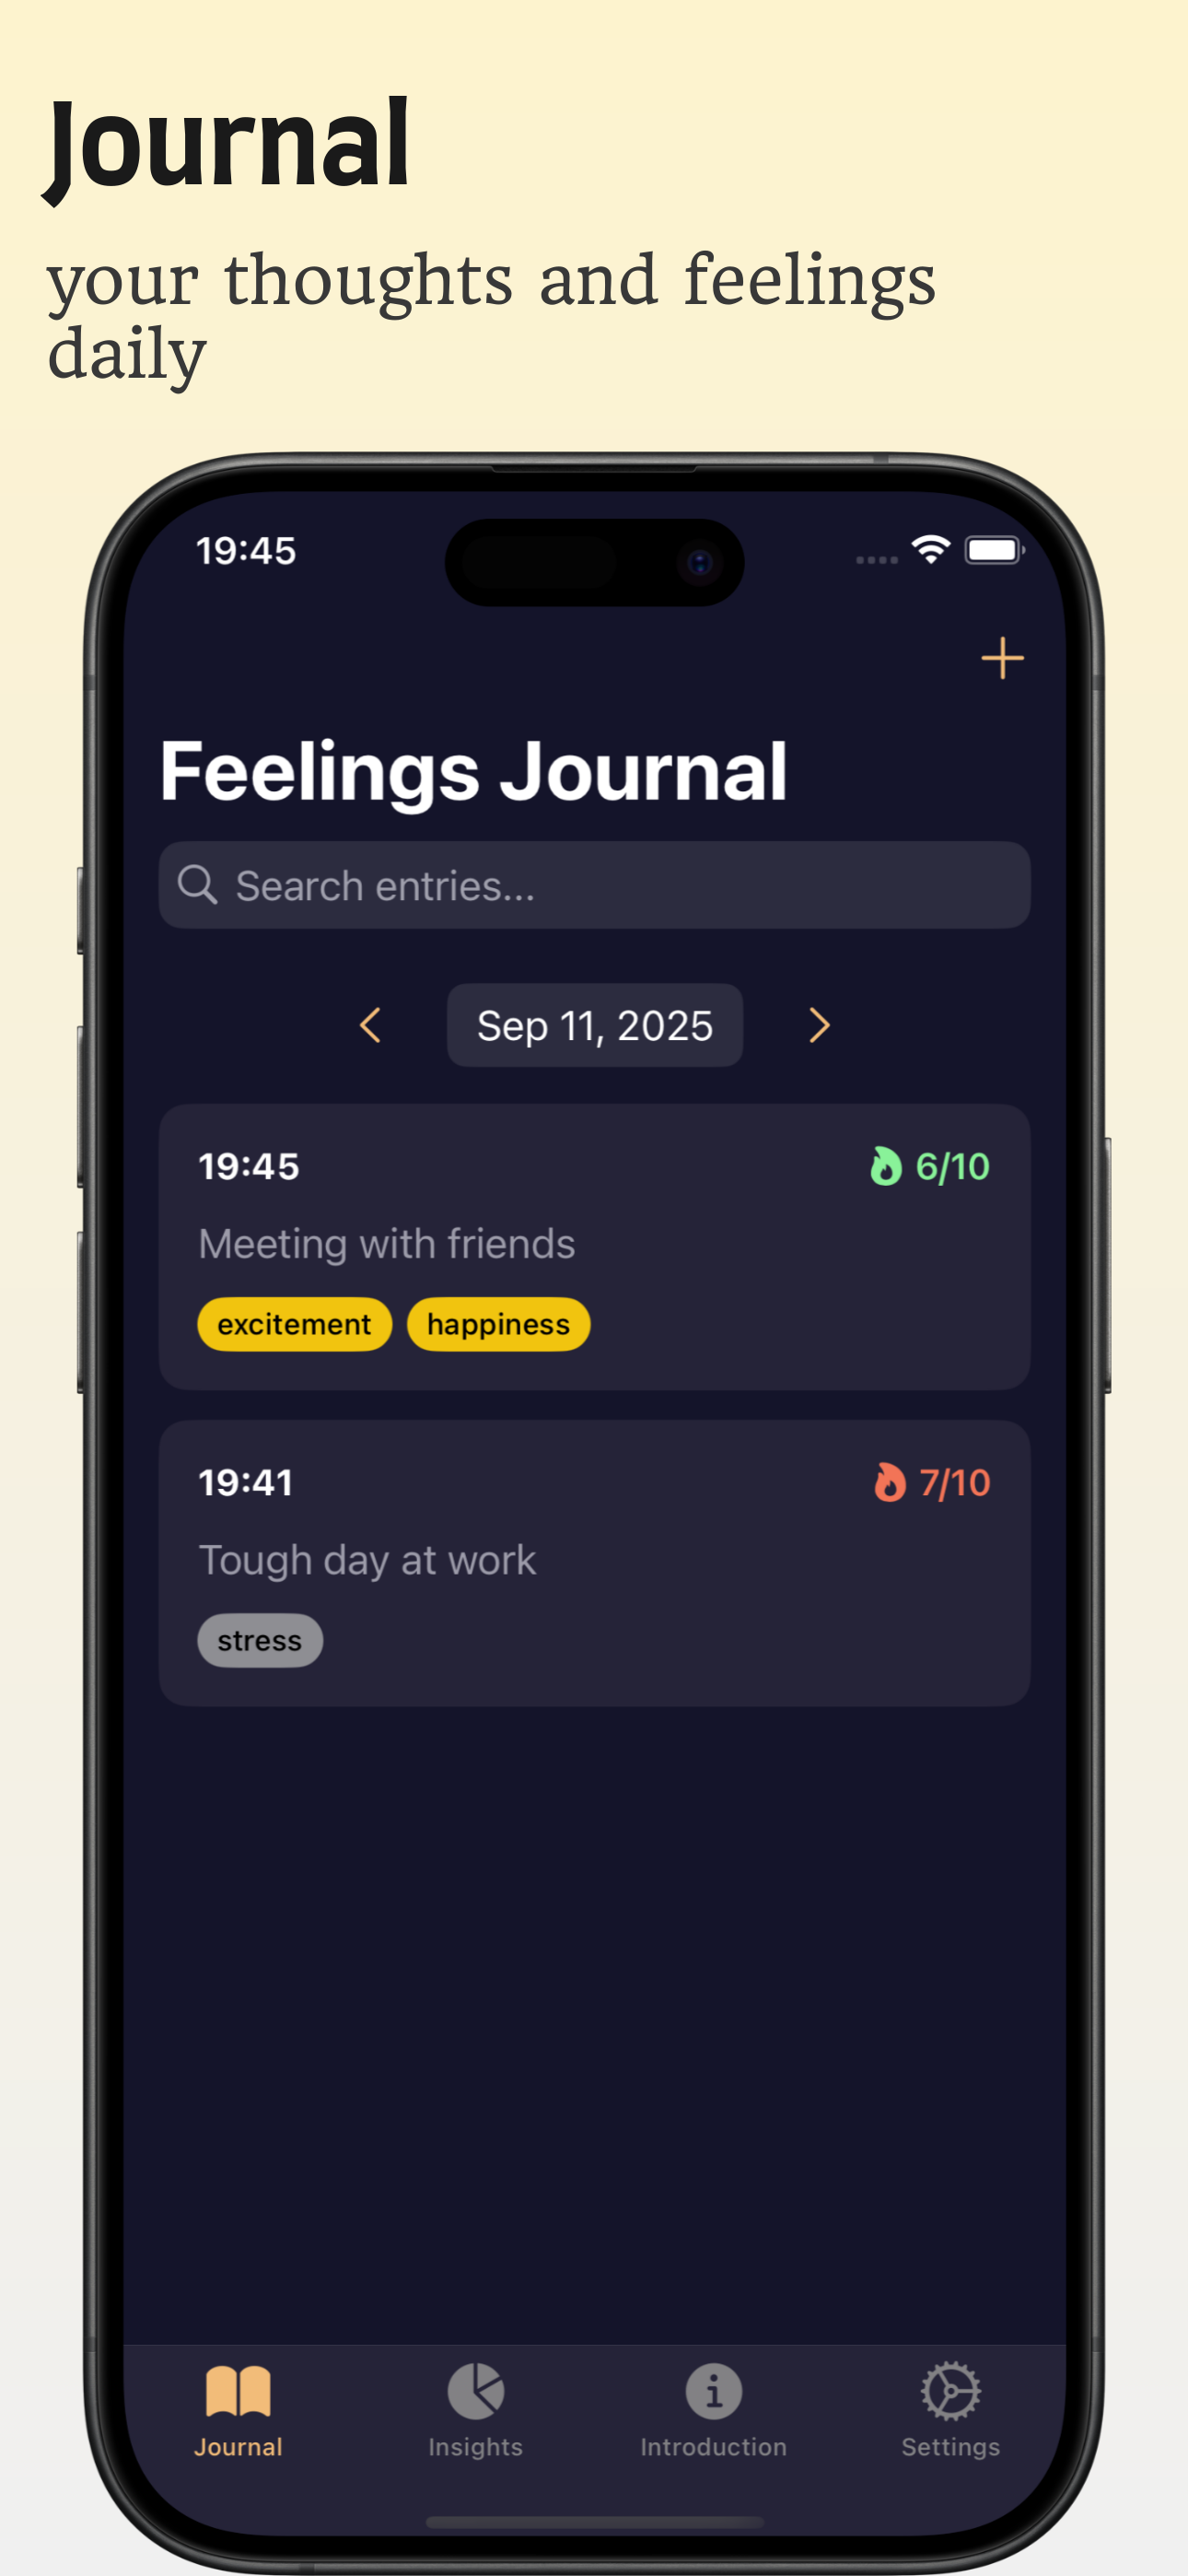 Journal
your thoughts and feelings
daily
19:45
Feelings Journal
Search entries...
Sep 11, 2025
19:45
6/10
Meeting with friends
excitement
happiness
19:41
7/10
Tough day at work
stress
Journal
Insights
Introduction
Settings